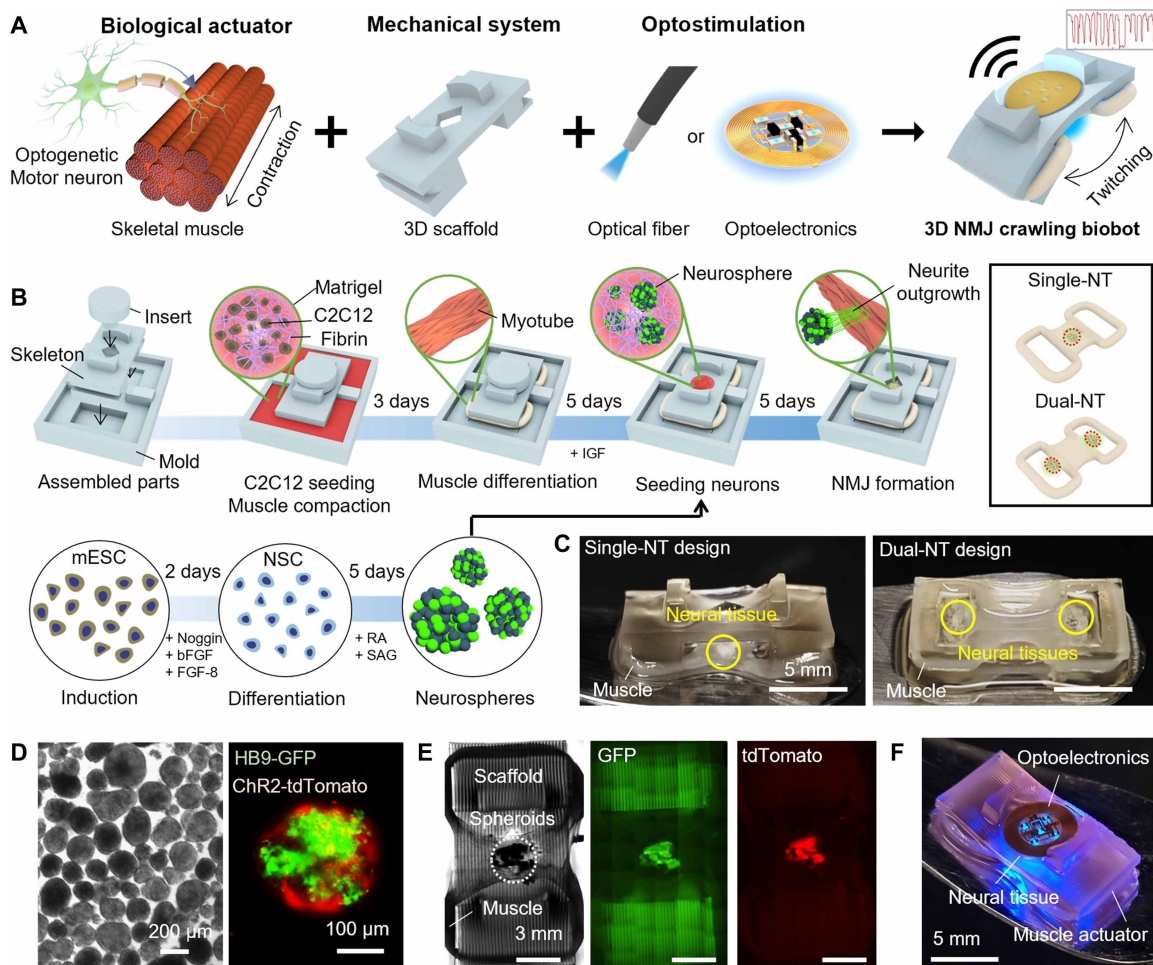 A
Biological actuator
Mechanical system
Optostimulation
Optogenetic
Motor neuron
Contraction
Skeletal muscle
+
3D scaffold
+
Optical fiber
or
Optoelectronics
Twitching
3D NMJ crawling biobot
B
Insert
Skeleton
Mold
Assembled parts
Matrigel
C2C12
Fibrin
C2C12 seeding
Muscle compaction
3 days
Myotube
Muscle differentiation
5 days
+ IGF
Neurosphere
Seeding neurons
5 days
Neurite
outgrowth
NMJ formation
Single-NT
Dual-NT
mESC
Induction
2 days
+ Noggin
+ bFGF
+ FGF-8
NSC
Differentiation
5 days
+ RA
+ SAG
Neurospheres
C
Single-NT design
Neural tissue
Muscle
5 mm
Dual-NT design
Neural tissues
Muscle
D
200 μm
HB9-GFP
ChR2-tdTomato
100 μm
E
Scaffold
Spheroids
Muscle
3 mm
GFP
tdTomato
F
Optoelectronics
Neural tissue
Muscle actuator
5 mm